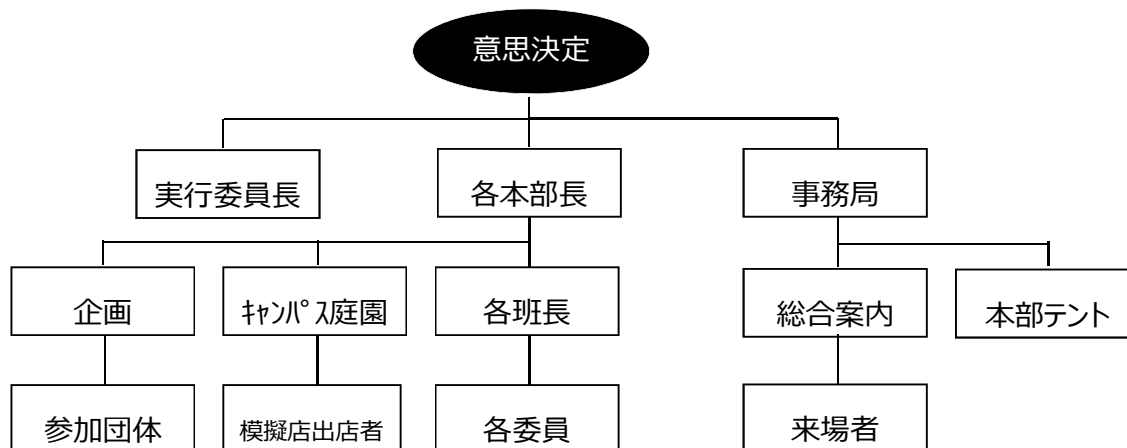 意思決定
実行委員長
各本部長
事務局
企画
ｷｬﾝﾊﾟｽ庭園
各班長
総合案内
本部テント
参加団体
模擬店出店者
各委員
来場者